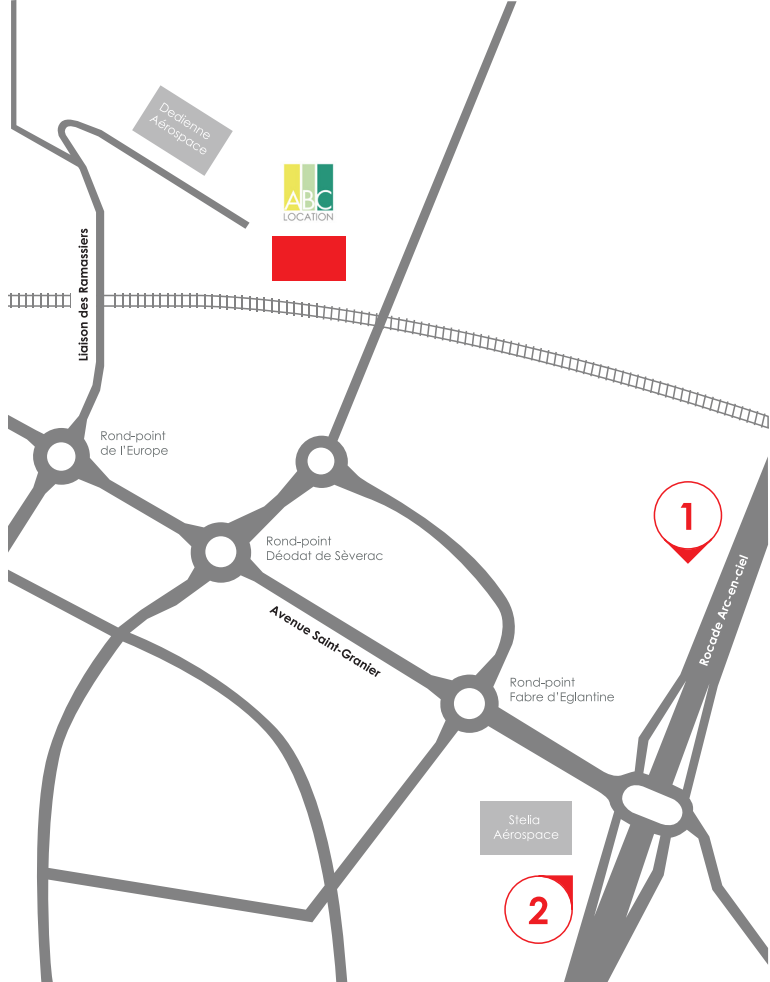 Dedienne
Aérospace
ABC
LOCATION
Liaison des Ramassiers
Rond-point
de l'Europe
Rond-point
Déodat de Sèverac
1
Rocade Arc-en-ciel
Avenue Saint-Granier
Rond-point
Fabre d'Eglantine
Stelia
Aérospace
2